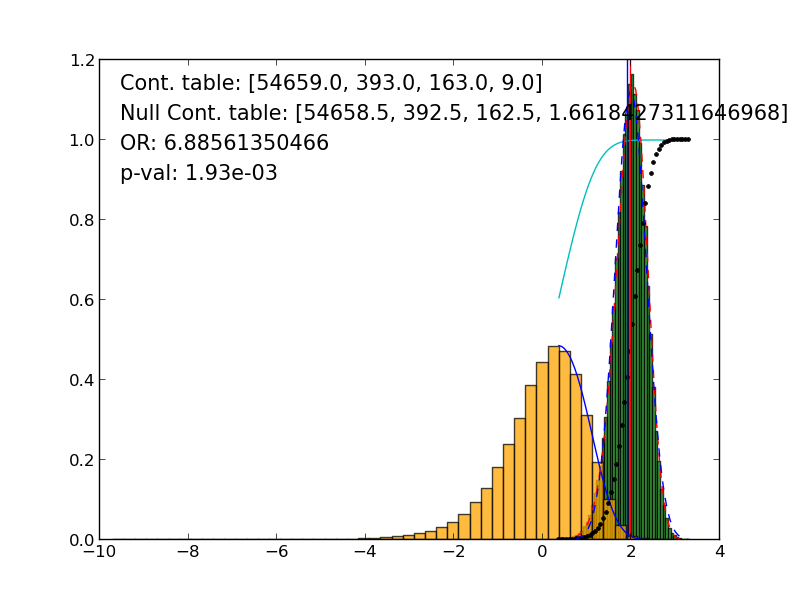 1.2
Cont. table: [54659.0, 393.0, 163.0, 9.0]
Null Cont. table: [54658.5, 392.5, 162.5, 1.6618427311646968]
1.0
OR: 6.88561350466
p-val: 1.93e-03
0.8
0.6
0.4
0.2
0.0
−10 −8 −6 −4 −2 0 2 4